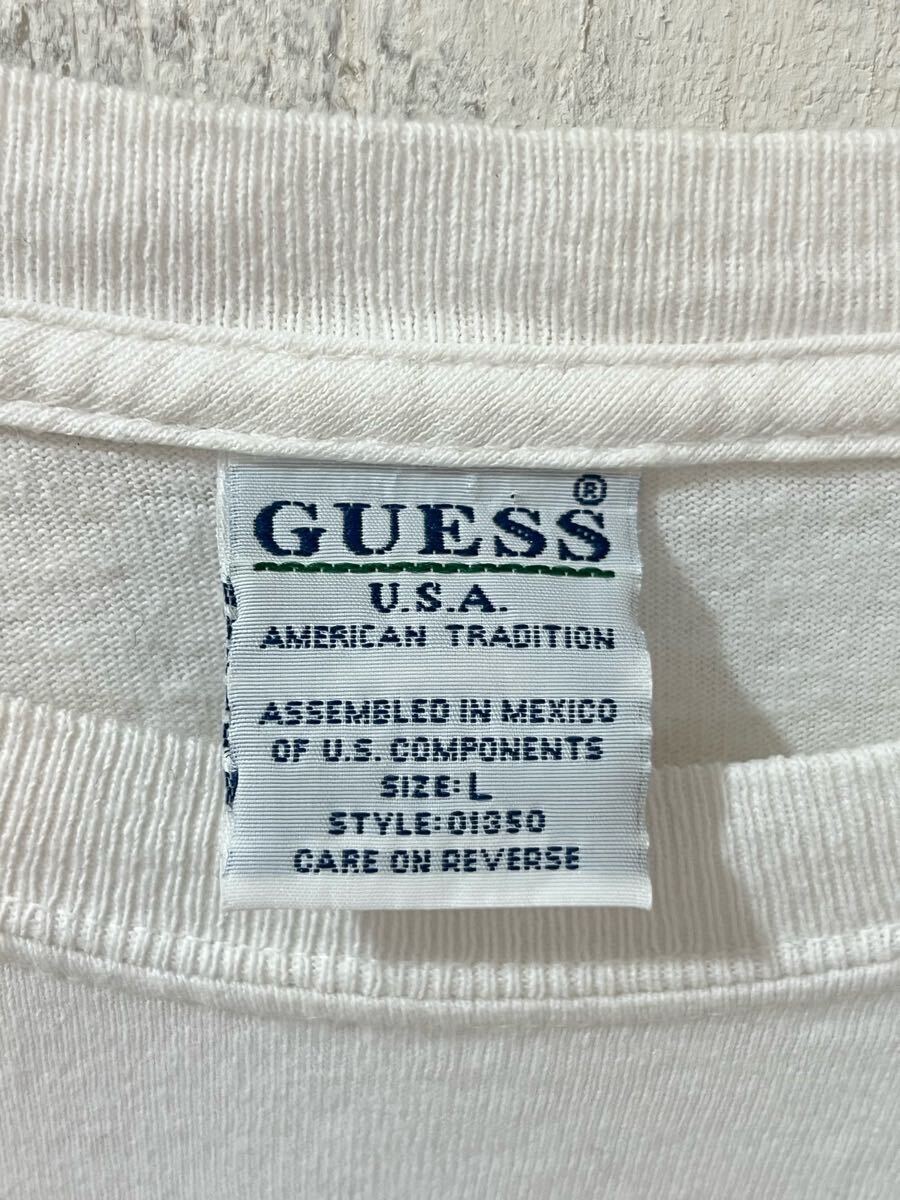 GUESS®
U.S.A.
AMERICAN TRADITION
ASSEMBLED IN MEXICO
OF U.S. COMPONENTS
SIZE: L
STYLE: 01350
CARE ON REVERSE